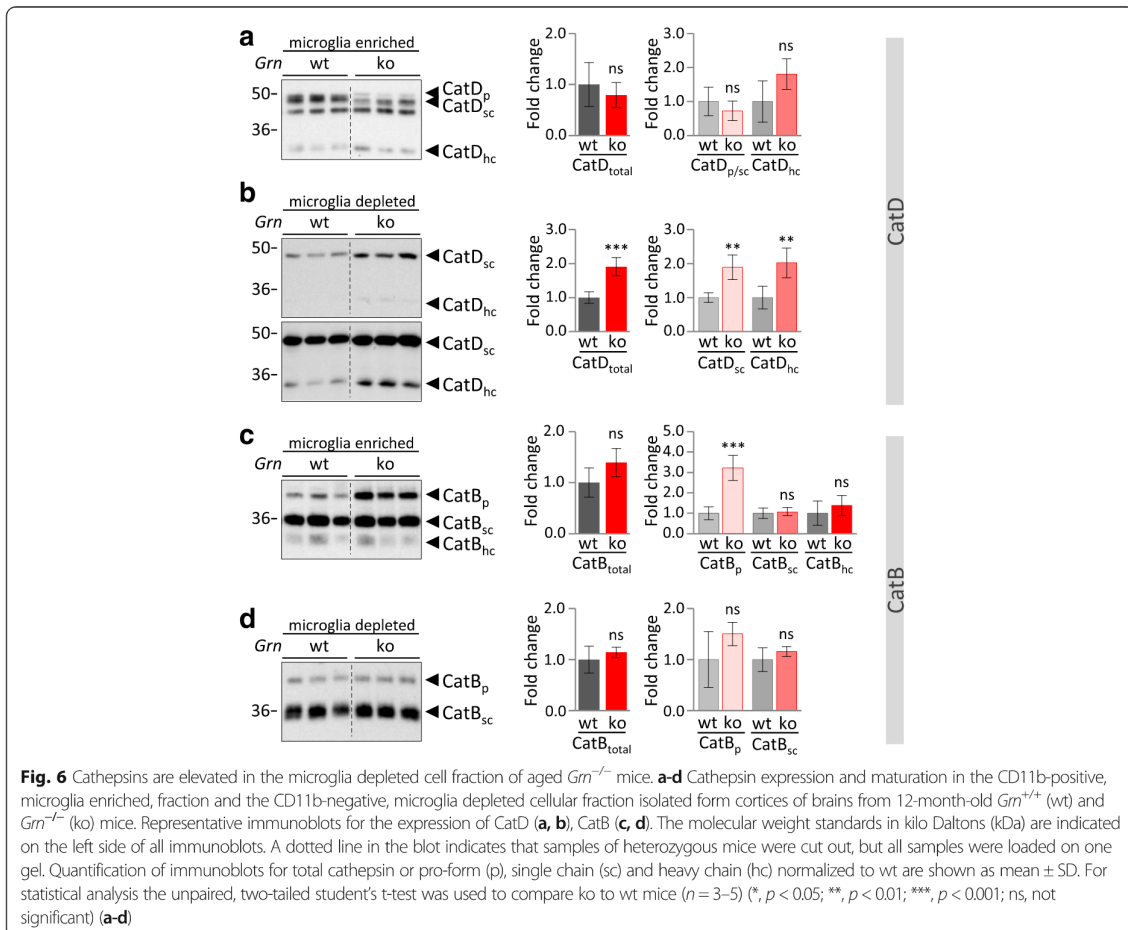 a
microglia enriched
Grn wt ko
50-
36-
CatDp
CatDsc
CatDhc
Fold change
2.0
1.0
0.0
ns
wt ko
CatDtotal
Fold change
3.0
2.0
1.0
0.0
ns
ns
wt ko wt ko
CatDp/sc CatDhc
b
microglia depleted
Grn wt ko
50-
36-
CatDsc
CatDhc
50-
36-
CatDsc
CatDhc
Fold change
3.0
2.0
1.0
0.0
***
wt ko
CatDtotal
Fold change
3.0
2.0
1.0
0.0
**
**
wt ko wt ko
CatDsc CatDhc
CatD
c
microglia enriched
Grn wt ko
36-
CatBp
CatBsc
CatBhc
Fold change
2.0
1.0
0.0
ns
wt ko
CatBtotal
Fold change
5.0
4.0
3.0
2.0
1.0
0.0
***
ns
ns
wt ko wt ko wt ko
CatBp CatBsc CatBhc
d
microglia depleted
Grn wt ko
36-
CatBp
CatBsc
Fold change
2.0
1.0
0.0
ns
wt ko
CatBtotal
Fold change
2.0
1.0
0.0
ns
ns
wt ko wt ko
CatBp CatBsc
CatB
Fig. 6 Cathepsins are elevated in the microglia depleted cell fraction of aged Grn−/− mice. a-d Cathepsin expression and maturation in the CD11b-positive,
microglia enriched, fraction and the CD11b-negative, microglia depleted cellular fraction isolated form cortices of brains from 12-month-old Grn+/+ (wt) and
Grn−/− (ko) mice. Representative immunoblots for the expression of CatD (a, b), CatB (c, d). The molecular weight standards in kilo Daltons (kDa) are indicated
on the left side of all immunoblots. A dotted line in the blot indicates that samples of heterozygous mice were cut out, but all samples were loaded on one
gel. Quantification of immunoblots for total cathepsin or pro-form (p), single chain (sc) and heavy chain (hc) normalized to wt are shown as mean ± SD. For
statistical analysis the unpaired, two-tailed student's t-test was used to compare ko to wt mice (n = 3–5) (*, p < 0.05; **, p < 0.01; ***, p < 0.001; ns, not
significant) (a-d)